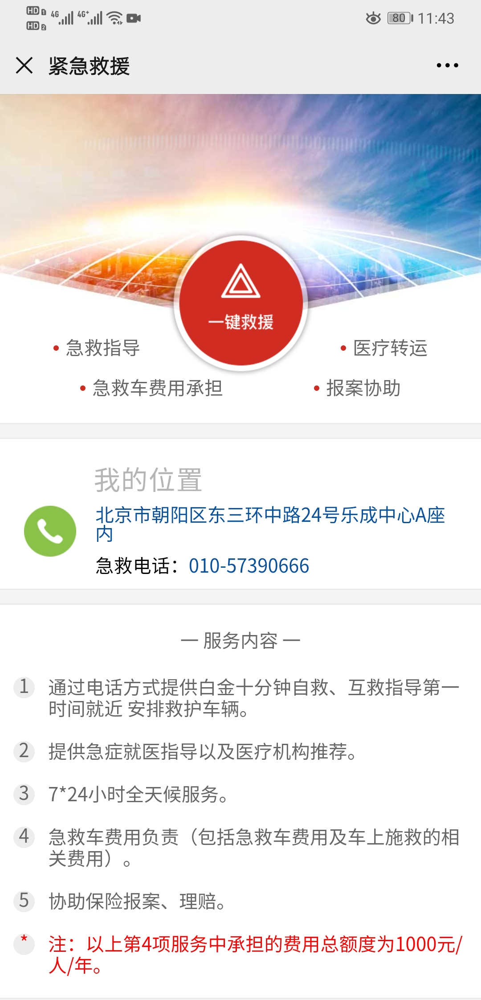 HD 1 4G 4G+
HD 2
80 11:43
紧急救援
一键救援
急救指导
医疗转运
急救车费用承担
报案协助
我的位置
北京市朝阳区东三环中路24号乐成中心A座
内
急救电话：010-57390666
一 服务内容 一
1 通过电话方式提供白金十分钟自救、互救指导第一
时间就近 安排救护车辆。
2 提供急症就医指导以及医疗机构推荐。
3 7*24小时全天候服务。
4 急救车费用负责（包括急救车费用及车上施救的相
关费用）。
5 协助保险报案、理赔。
* 注：以上第4项服务中承担的费用总额度为1000元/
人/年。